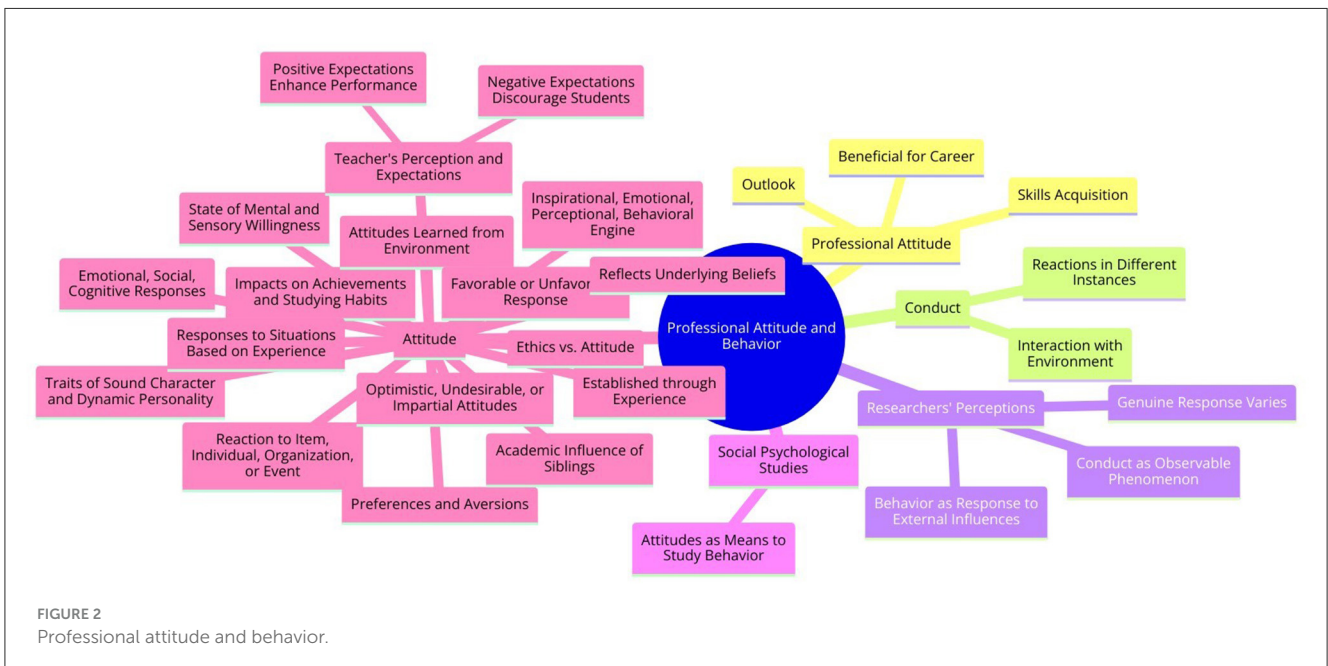 Positive Expectations
Enhance Performance
Negative Expectations
Discourage Students
Teacher's Perception and
Expectations
State of Mental and
Sensory Willingness
Attitudes Learned from
Environment
Inspirational, Emotional,
Perceptional, Behavioral
Engine
Emotional, Social,
Cognitive Responses
Impacts on Achievements
and Studying Habits
Favorable or
Response
Reflects Underlying Beliefs
Responses to Situations
Based on Experience
Attitude
Ethics vs. Attitude
Traits of Sound Character
and Dynamic Personality
Optimistic, Undesirable, or
Impartial Attitudes
Established through
Experience
Reaction to Item,
Individual, Organization,
or Event
Academic Influence of
Siblings
Preferences and Aversions
Professional Attitude and
Behavior
Outlook
Beneficial for Career
Skills Acquisition
Professional Attitude
Reactions in Different
Instances
Conduct
Interaction with
Environment
Researchers' Perceptions
Genuine Response Varies
Conduct as Observable
Phenomenon
Behavior as Response to
External Influences
Social Psychological
Studies
Attitudes as Means to
Study Behavior
FIGURE 2
Professional attitude and behavior.